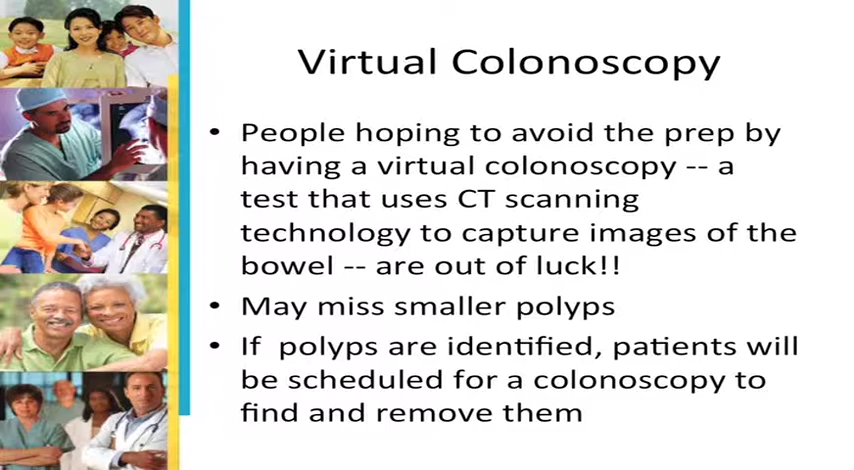 Virtual Colonoscopy
• People hoping to avoid the prep by
having a virtual colonoscopy -- a
test that uses CT scanning
technology to capture images of the
bowel -- are out of luck!!
• May miss smaller polyps
• If  polyps are identified, patients will
be scheduled for a colonoscopy to
find and remove them